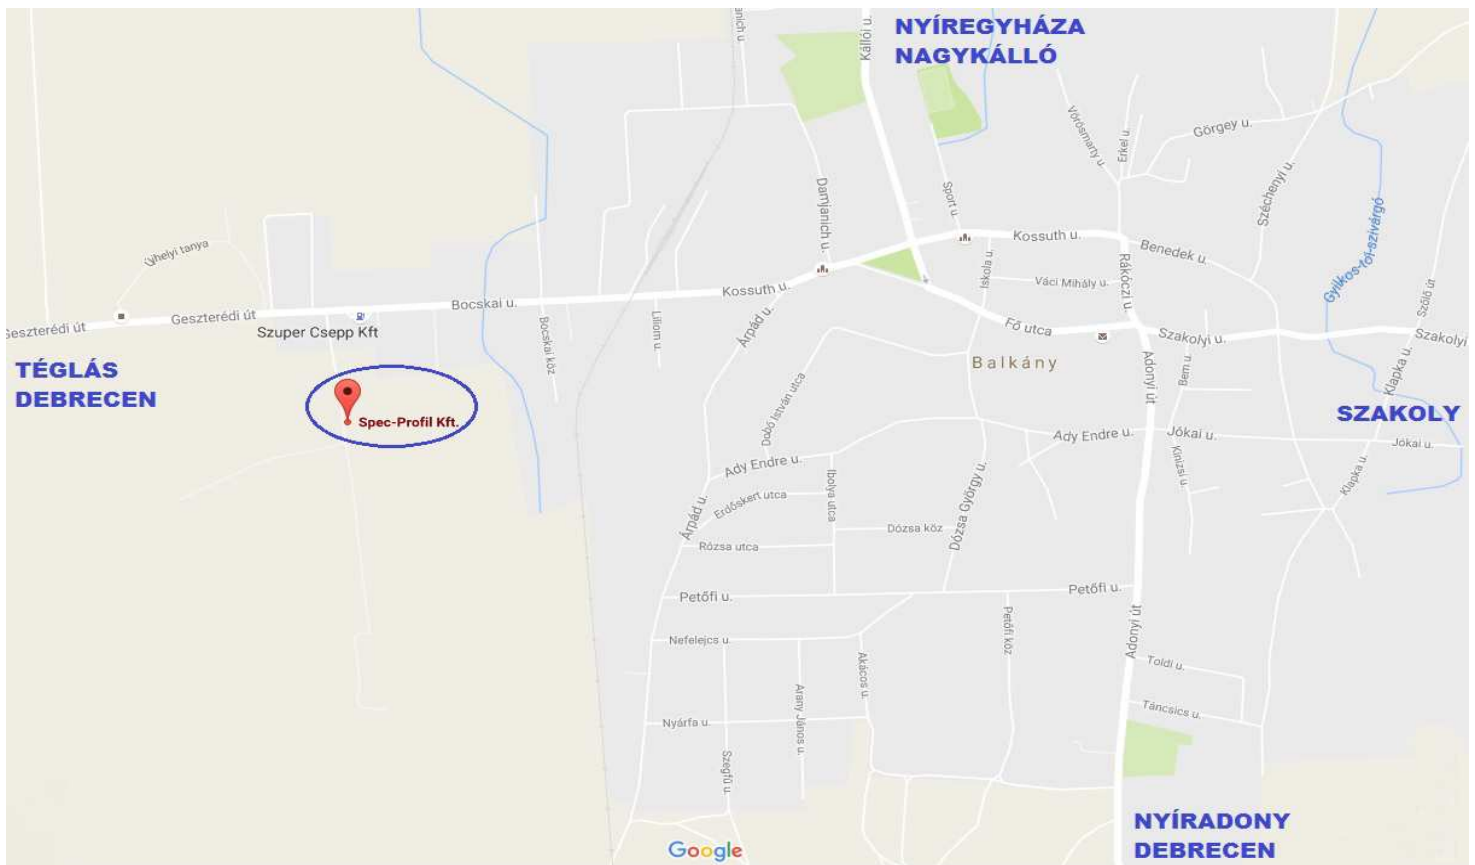 NYÍREGYHÁZA
NAGYKÁLLÓ
Kállói u.
Vörösmarty u.
Erkel u.
Görgey u.
Széchenyi u.
Damjanich u.
Sport u.
Kossuth u.
Benedek u.
Gyilkos-tói-szivárgó
Iskola u.
Váci Mihály u.
Rákóczi u.
Szőlő út
Geszterédi út
Geszterédi út
Bocskai u.
Kossuth u.
Árpád u.
Liliom u.
Bocskai köz
Szuper Csepp Kft
Fő utca
Szakolyi u.
Szakolyi
Balkány
Adonyi út
Bem u.
Klapka u.
TÉGLÁS
DEBRECEN
Spec-Profil Kft.
Dobó István utca
SZAKOLY
Ady Endre u.
Jókai u.
Jókai u.
Ady Endre u.
Ibolya utca
Dózsa György u.
Kinizsi u.
Klapka u.
Árpád u.
Erdőskert utca
Dózsa köz
Rózsa utca
Petőfi u.
Petőfi u.
Petőfi köz
Adonyi út
Nefelejcs u.
Akácos u.
Toldi u.
Arany János u.
Táncsics u.
Nyárfa u.
Szegfű u.
NYÍRADONY
DEBRECEN
Google